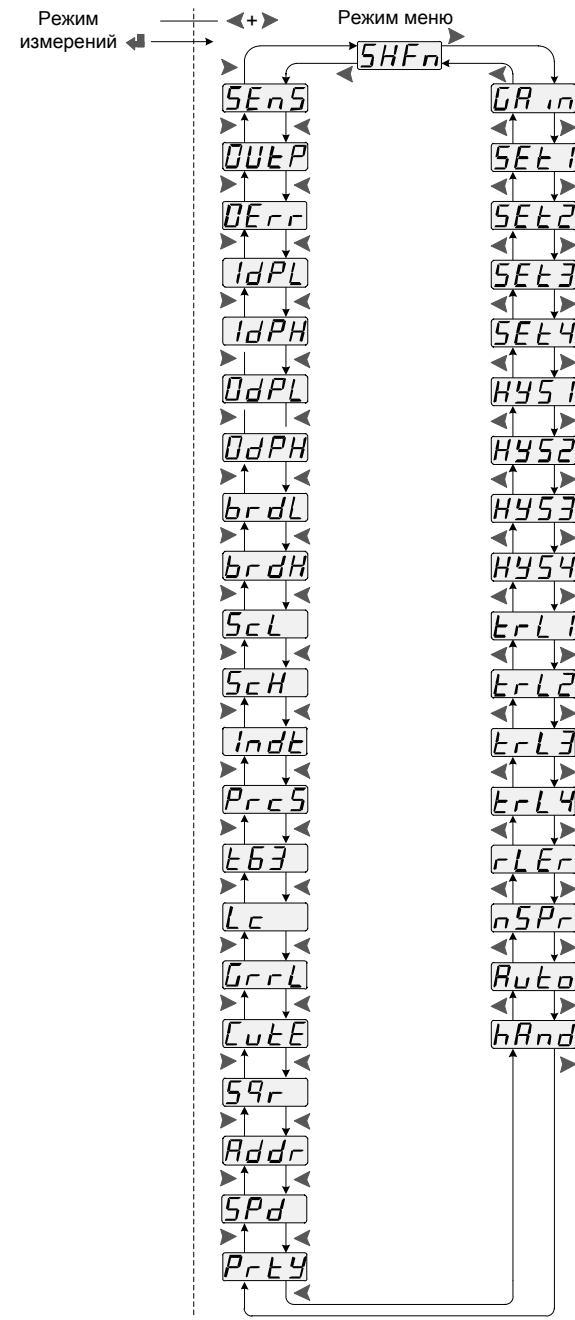 Режим
измерений
+
Режим меню
SHFn
SEnS
OUtP
OErr
IdPL
IdPH
OdPL
OdPH
brdL
brdH
ScL
ScH
Indt
PrcS
t63
Lc
GrrL
CutE
Sqr
Addr
SPd
PrtY
GAin
SEt1
SEt2
SEt3
SEt4
HYS1
HYS2
HYS3
HYS4
trL1
trL2
trL3
trL4
rLEr
nSPr
Auto
hAnd